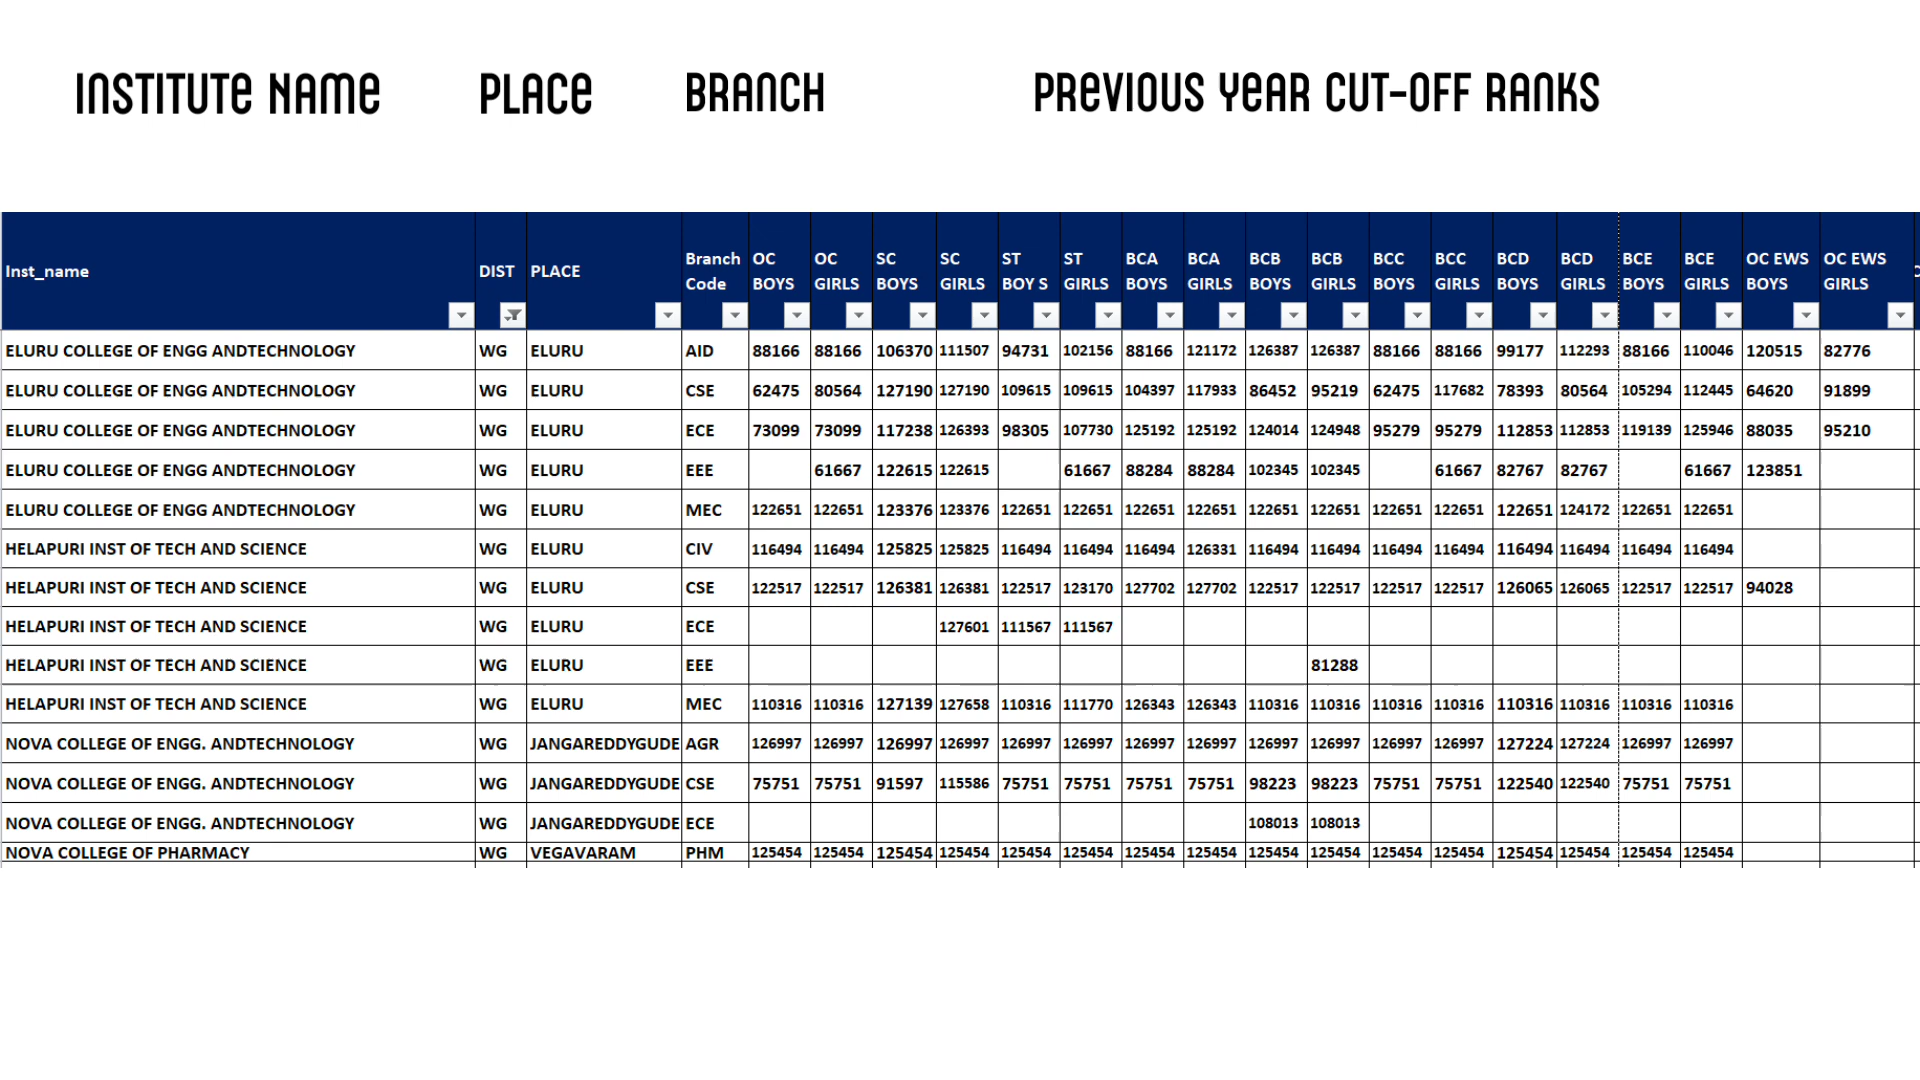 INSTITUTE NAME PLACE BRANCH PREVIOUS YEAR CUT-OFF RANKS
Inst_name DIST PLACE Branch Code OC BOYS OC GIRLS SC BOYS SC GIRLS ST BOY S ST GIRLS BCA BOYS BCA GIRLS BCB BOYS BCB GIRLS BCC BOYS BCC GIRLS BCD BOYS BCD GIRLS BCE BOYS BCE GIRLS OC EWS BOYS OC EWS GIRLS
ELURU COLLEGE OF ENGG ANDTECHNOLOGY WG ELURU AID 88166 88166 106370 111507 94731 102156 88166 121172 126387 126387 88166 88166 99177 112293 88166 110046 120515 82776
ELURU COLLEGE OF ENGG ANDTECHNOLOGY WG ELURU CSE 62475 80564 127190 127190 109615 109615 104397 117933 86452 95219 62475 117682 78393 80564 105294 112445 64620 91899
ELURU COLLEGE OF ENGG ANDTECHNOLOGY WG ELURU ECE 73099 73099 117238 126393 98305 107730 125192 125192 124014 124948 95279 95279 112853 112853 119139 125946 88035 95210
ELURU COLLEGE OF ENGG ANDTECHNOLOGY WG ELURU EEE 61667 122615 122615 61667 88284 88284 102345 102345 61667 82767 82767 61667 123851
ELURU COLLEGE OF ENGG ANDTECHNOLOGY WG ELURU MEC 122651 122651 123376 123376 122651 122651 122651 122651 122651 122651 122651 122651 122651 124172 122651 122651
HELAPURI INST OF TECH AND SCIENCE WG ELURU CIV 116494 116494 125825 125825 116494 116494 116494 126331 116494 116494 116494 116494 116494 116494 116494 116494
HELAPURI INST OF TECH AND SCIENCE WG ELURU CSE 122517 122517 126381 126381 122517 123170 127702 127702 122517 122517 122517 122517 126065 126065 122517 122517 94028
HELAPURI INST OF TECH AND SCIENCE WG ELURU ECE 127601 111567 111567
HELAPURI INST OF TECH AND SCIENCE WG ELURU EEE 81288
HELAPURI INST OF TECH AND SCIENCE WG ELURU MEC 110316 110316 127139 127658 110316 111770 126343 126343 110316 110316 110316 110316 110316 110316 110316 110316
NOVA COLLEGE OF ENGG. ANDTECHNOLOGY WG JANGAREDDYGUDE AGR 126997 126997 126997 126997 126997 126997 126997 126997 126997 126997 126997 126997 127224 127224 126997 126997
NOVA COLLEGE OF ENGG. ANDTECHNOLOGY WG JANGAREDDYGUDE CSE 75751 75751 91597 115586 75751 75751 75751 75751 98223 98223 75751 75751 122540 122540 75751 75751
NOVA COLLEGE OF ENGG. ANDTECHNOLOGY WG JANGAREDDYGUDE ECE 108013 108013
NOVA COLLEGE OF PHARMACY WG VEGAVARAM PHM 125454 125454 125454 125454 125454 125454 125454 125454 125454 125454 125454 125454 125454 125454 125454 125454